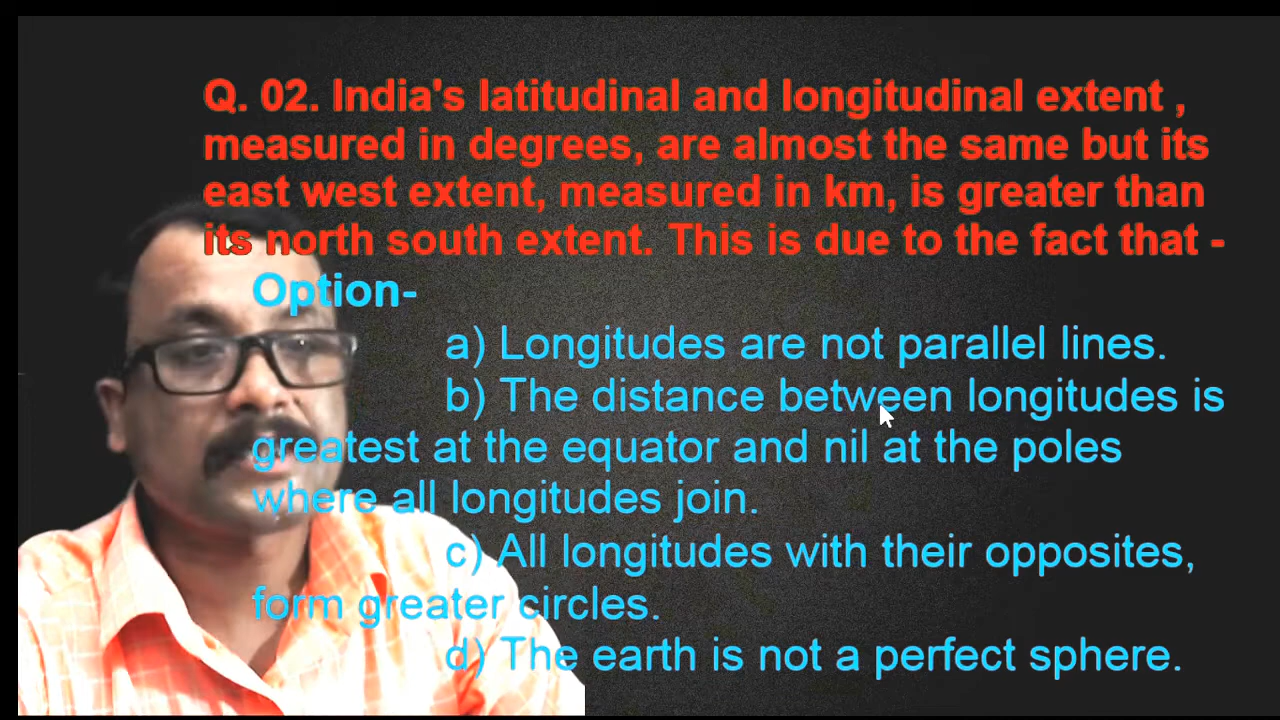 Q. 02. India's latitudinal and longitudinal extent ,
measured in degrees, are almost the same but its
east west extent, measured in km, is greater than
its north south extent. This is due to the fact that -
Option-
a) Longitudes are not parallel lines.
b) The distance between longitudes is
greatest at the equator and nil at the poles
where all longitudes join.
c) All longitudes with their opposites,
form greater circles.
d) The earth is not a perfect sphere.